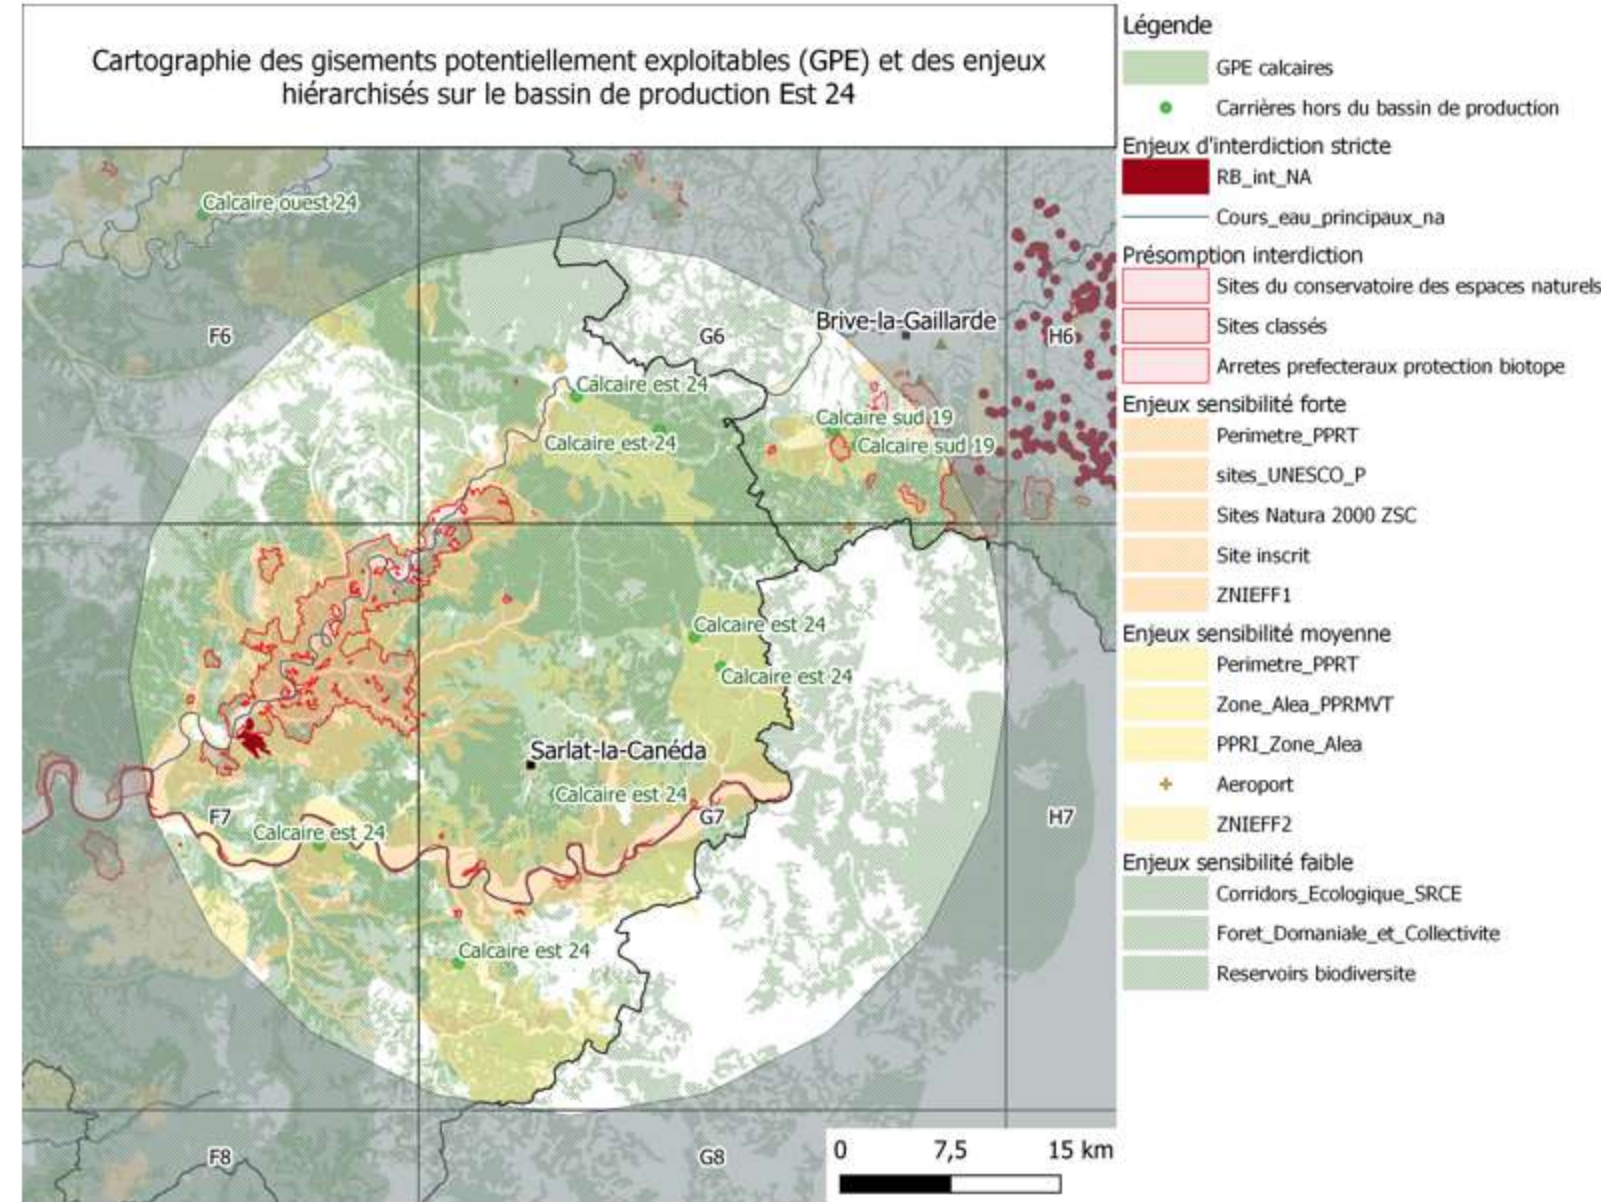 Cartographie des gisements potentiellement exploitables (GPE) et des enjeux
hiérarchisés sur le bassin de production Est 24
Calcaire ouest 24
F6
G6
Brive-la-Gaillarde
H6
Calcaire est 24
Calcaire sud 19
Calcaire est 24
Calcaire sud 19
Calcaire est 24
Calcaire est 24
Sarlat-la-Canéda
Calcaire est 24
F7
G7
H7
Calcaire est 24
Calcaire est 24
F8
G8
0 7,5 15 km
Légende
GPE calcaires
Carrières hors du bassin de production
Enjeux d'interdiction stricte
RB_int_NA
Cours_eau_principaux_na
Présomption interdiction
Sites du conservatoire des espaces naturels
Sites classés
Arretes prefecteraux protection biotope
Enjeux sensibilité forte
Perimetre_PPRT
sites_UNESCO_P
Sites Natura 2000 ZSC
Site inscrit
ZNIEFF1
Enjeux sensibilité moyenne
Perimetre_PPRT
Zone_Alea_PPRMVT
PPRI_Zone_Alea
Aeroport
ZNIEFF2
Enjeux sensibilité faible
Corridors_Ecologique_SRCE
Foret_Domaniale_et_Collectivite
Reservoirs biodiversite